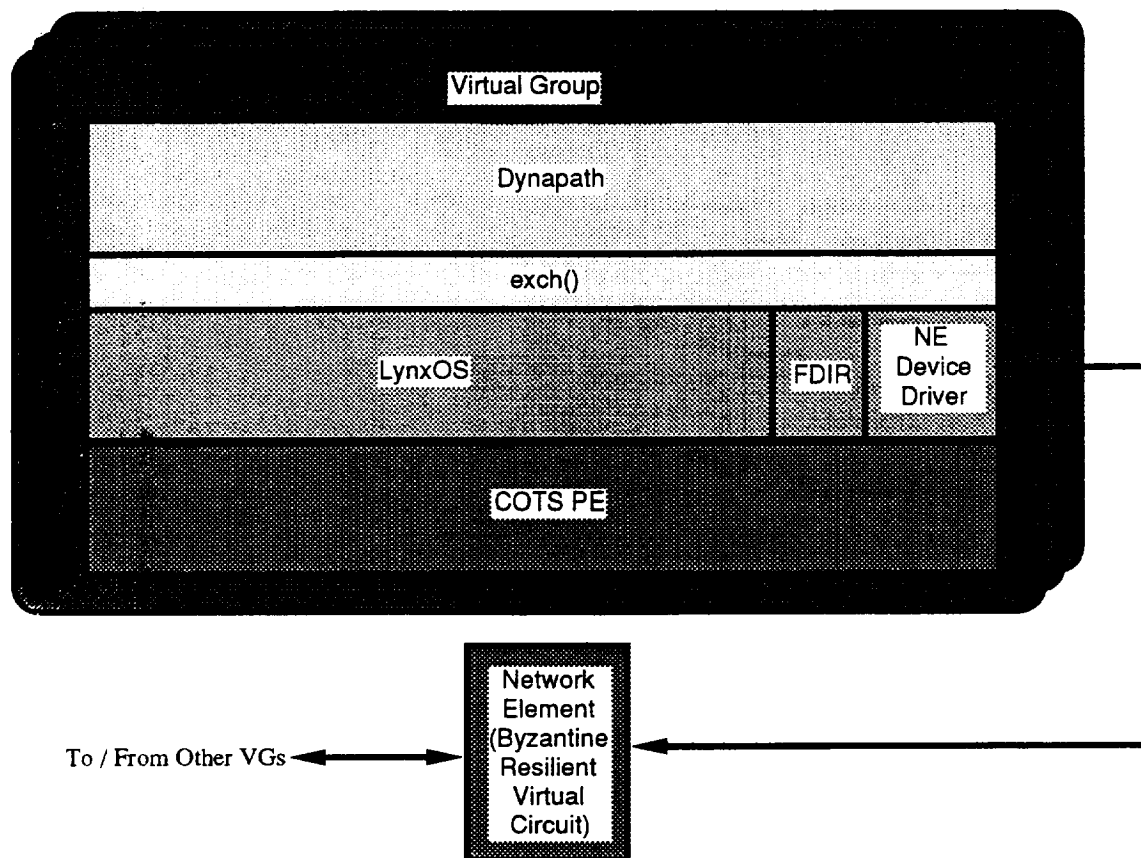 Virtual Group
Dynapath
exch()
LynxOS
FDIR
NE
Device
Driver
COTS PE
Network
Element
(Byzantine
Resilient
Virtual
Circuit)
To / From Other VGs